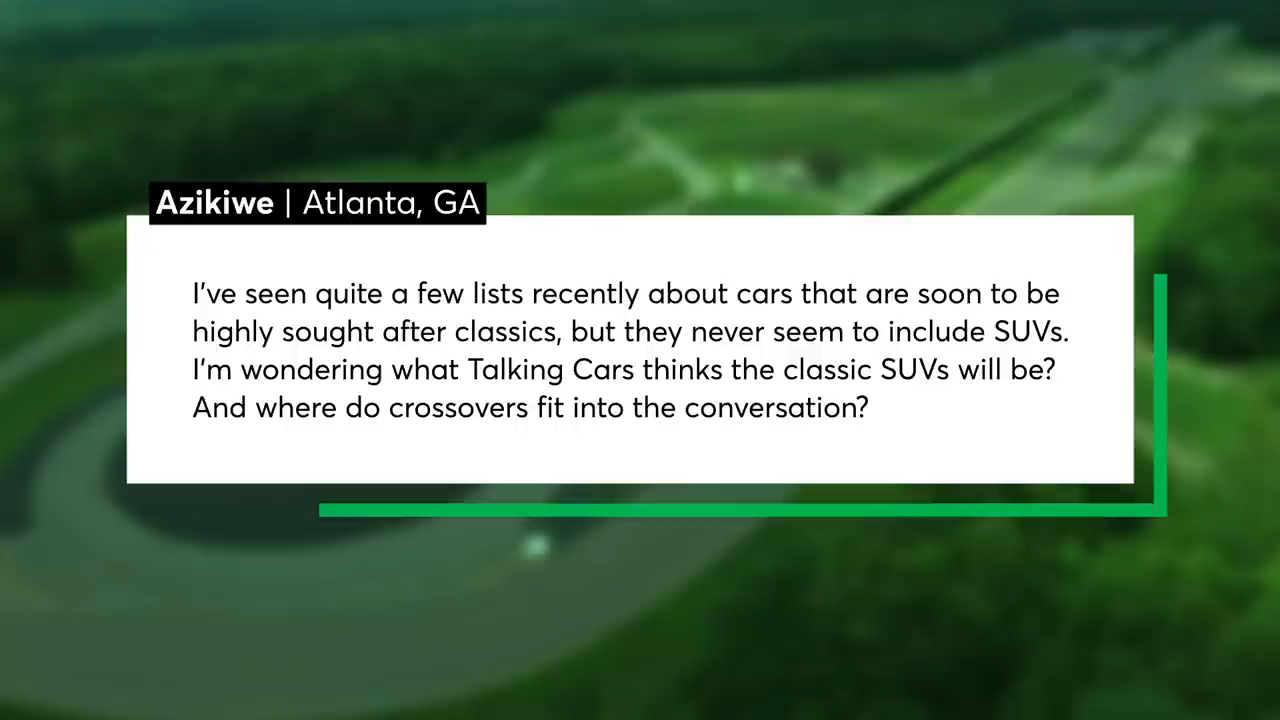 Azikiwe | Atlanta, GA
I've seen quite a few lists recently about cars that are soon to be
highly sought after classics, but they never seem to include SUVs.
I'm wondering what Talking Cars thinks the classic SUVs will be?
And where do crossovers fit into the conversation?